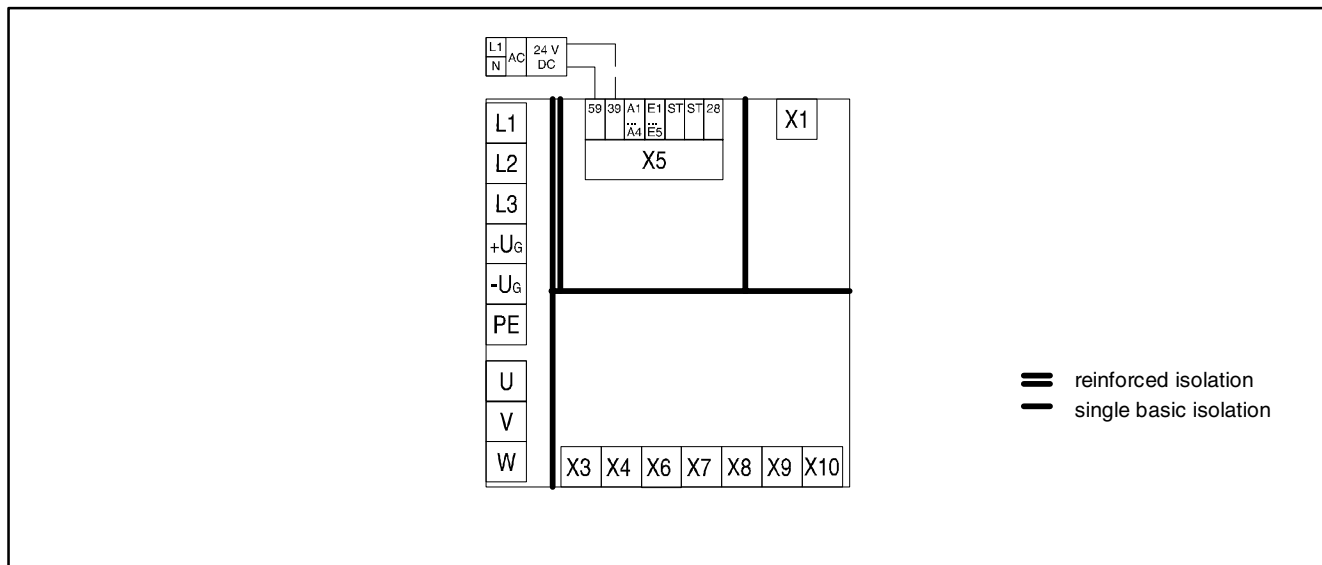 L1
N
AC
24 V
DC
59 39 A1 E1 ST ST 28
... ...
A4 E5
X5
X1
L1
L2
L3
+UG
-UG
PE
U
V
W
X3 X4 X6 X7 X8 X9 X10
reinforced isolation
single basic isolation